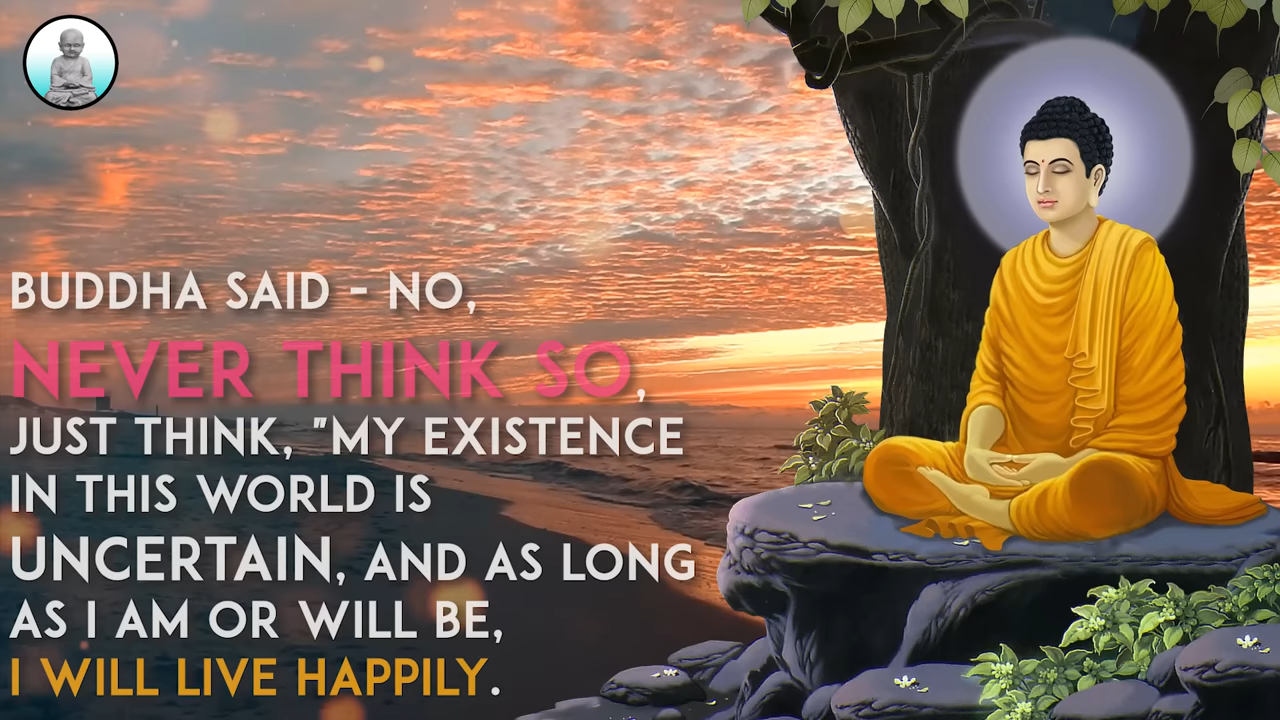 BUDDHA SAID - NO,
NEVER THINK SO,
JUST THINK, "MY EXISTENCE
IN THIS WORLD IS
UNCERTAIN, AND AS LONG
AS I AM OR WILL BE,
I WILL LIVE HAPPILY.